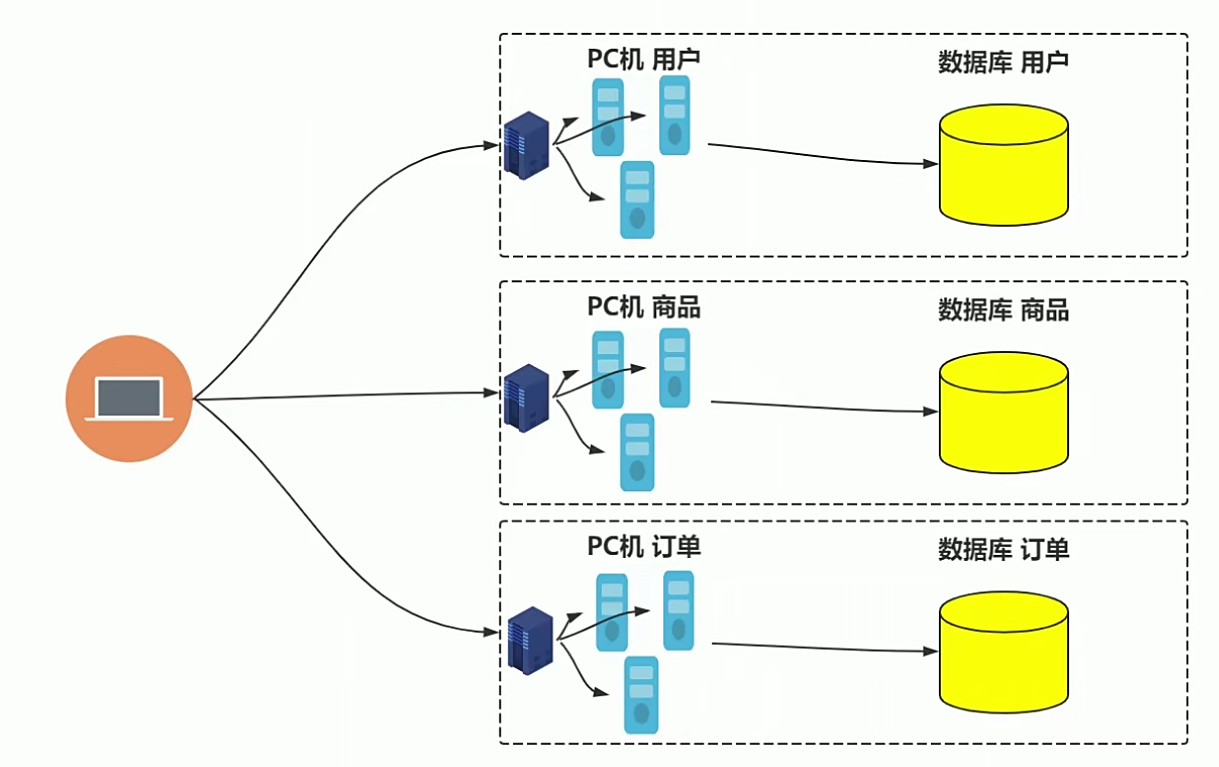 PC机 用户
数据库 用户
PC机 商品
数据库 商品
PC机 订单
数据库 订单